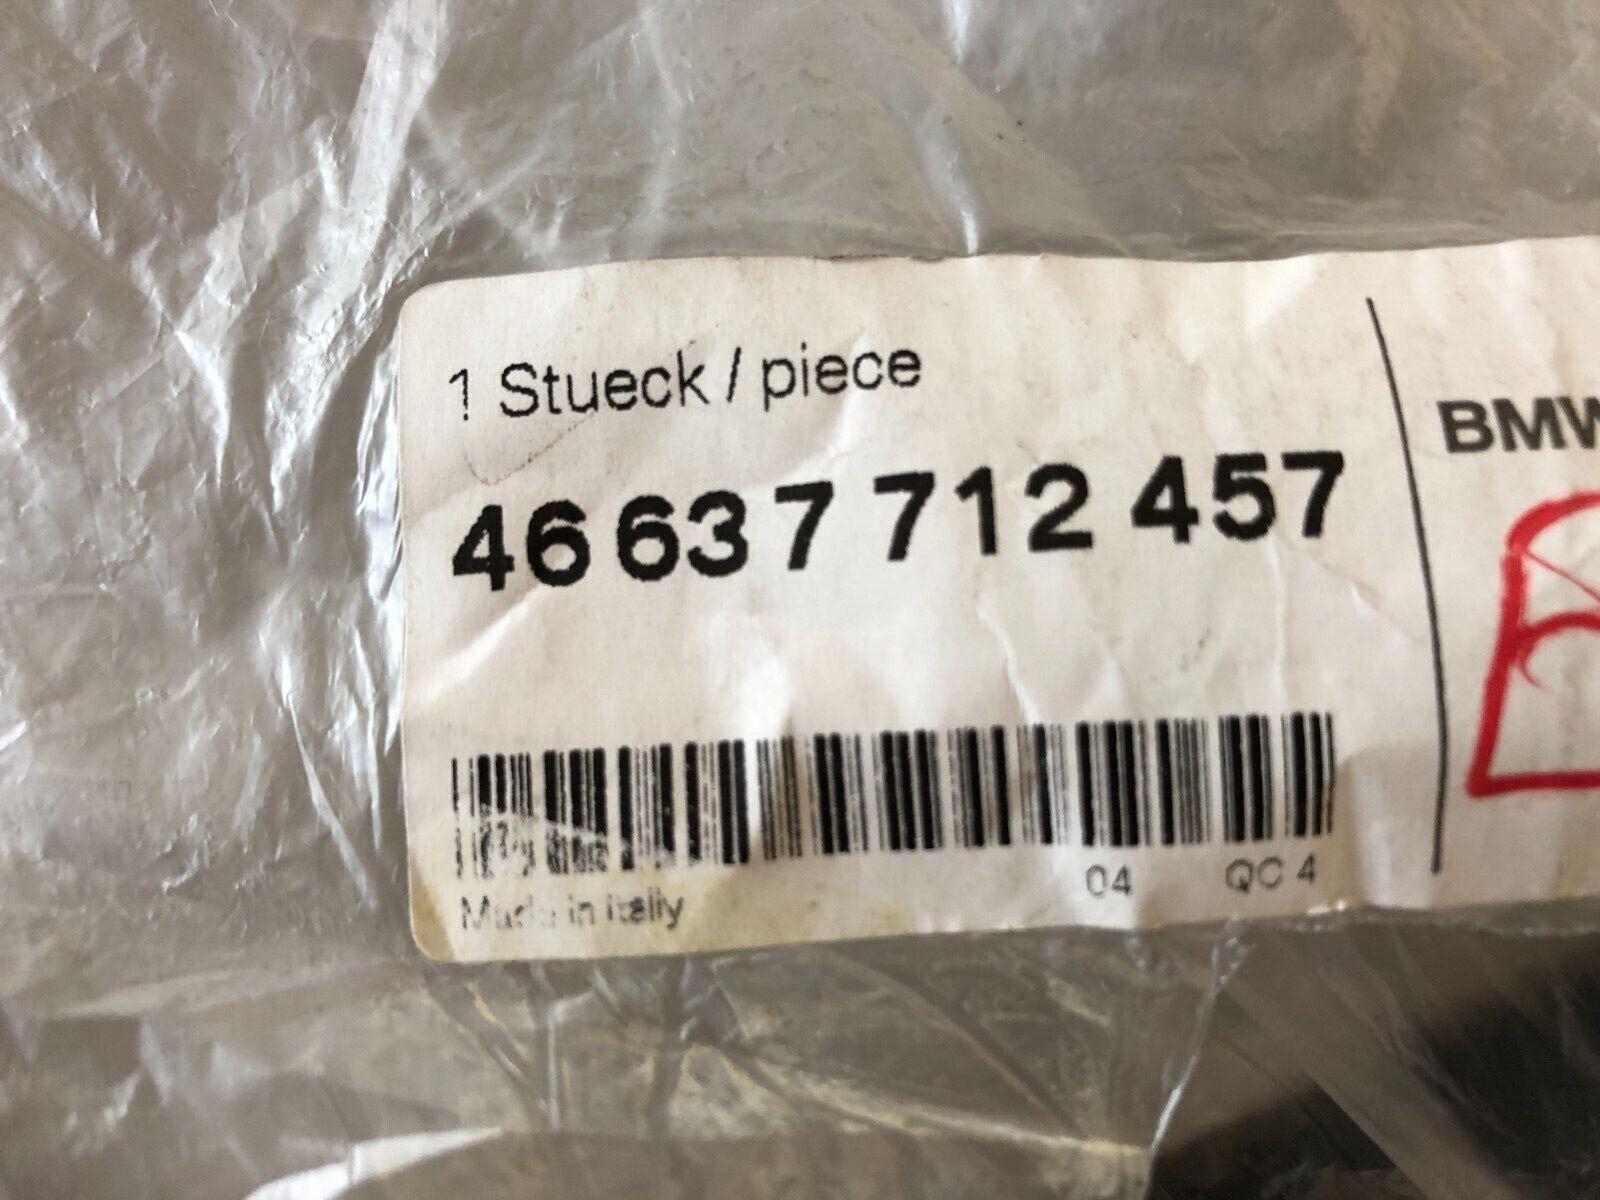 1 Stueck / piece
46 63 7 712 457
BMW
04 QC 4
Made in Italy